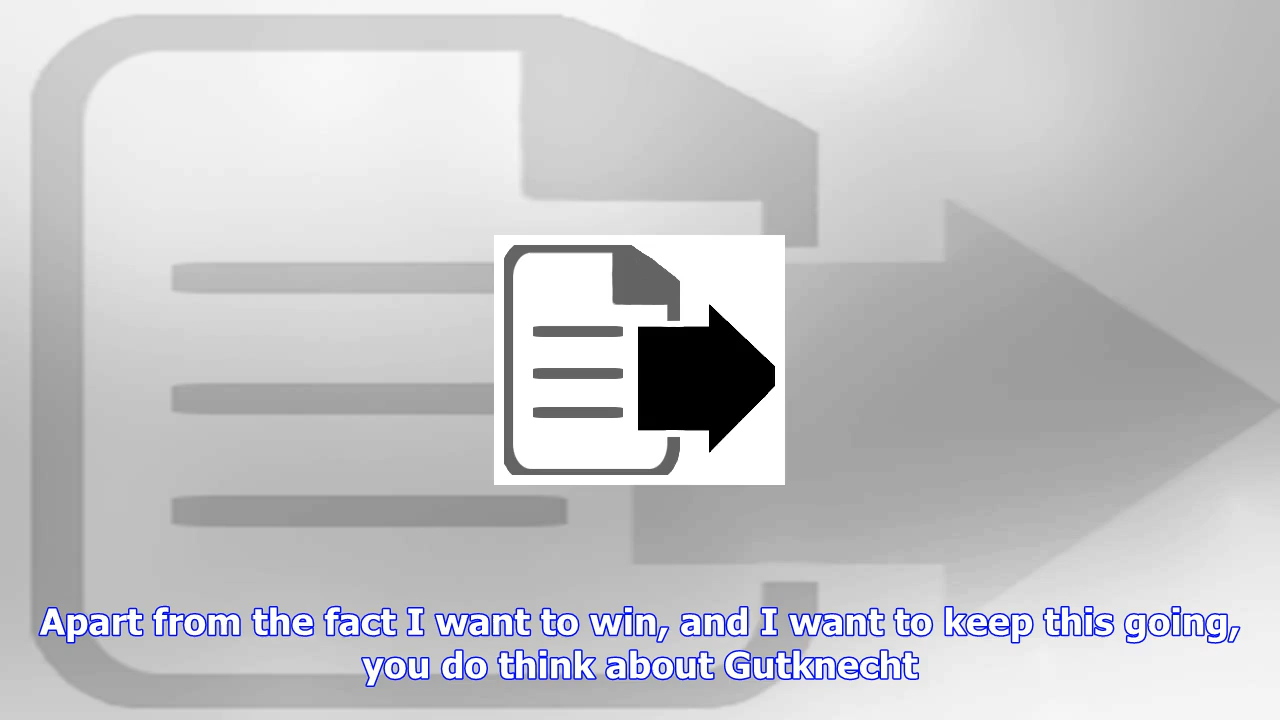 Apart from the fact I want to win, and I want to keep this going,
you do think about Gutknecht